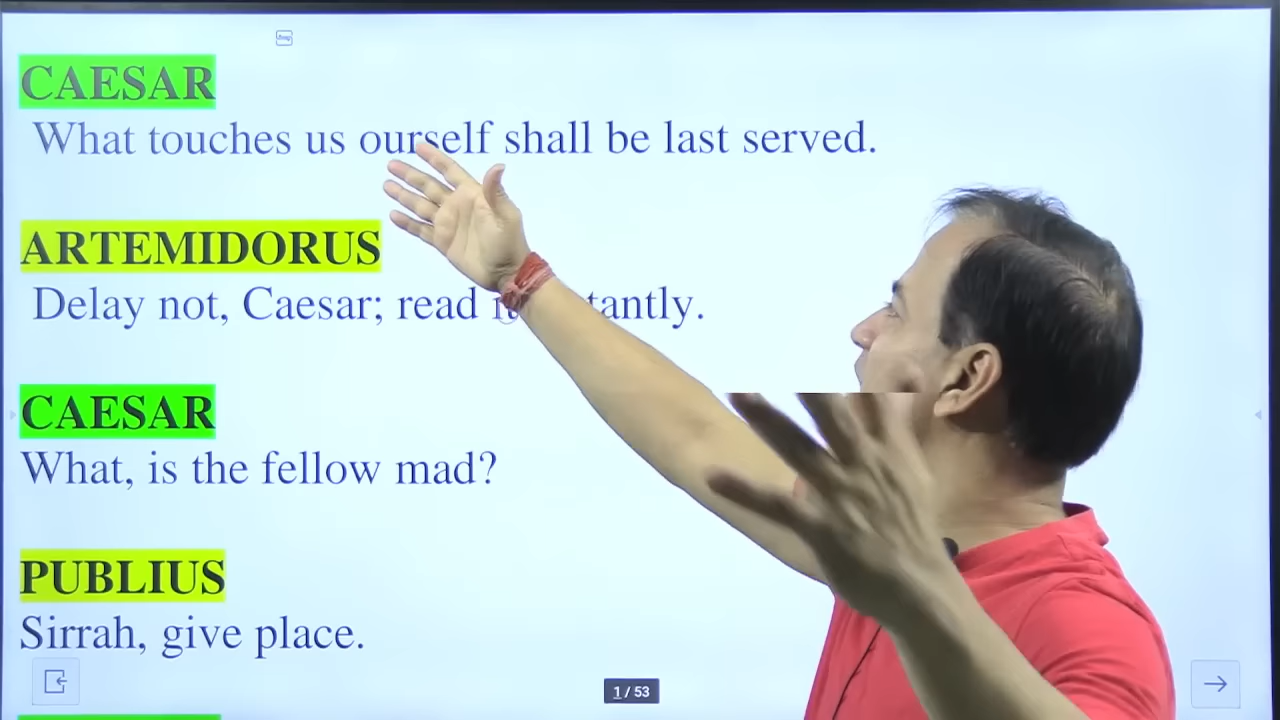 CAESAR
What touches us ourself shall be last served.
ARTEMIDORUS
Delay not, Caesar; read
CAESAR
What, is the fellow mad?
PUBLIUS
Sirrah, give place.
1 / 53